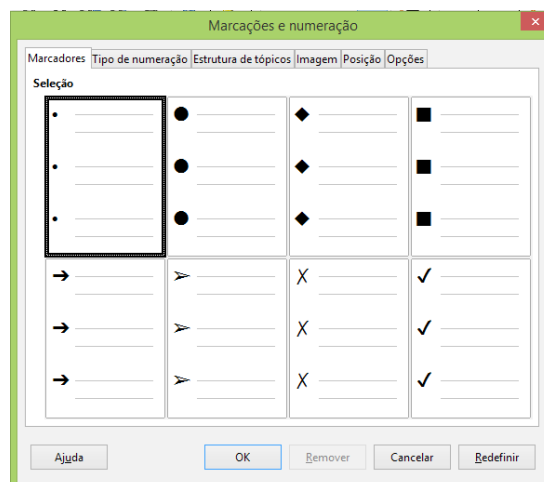 Marcações e numeração
Marcadores Tipo de numeração Estrutura de tópicos Imagem Posição Opções
Seleção
Ajuda OK Remover Cancelar Redefinir